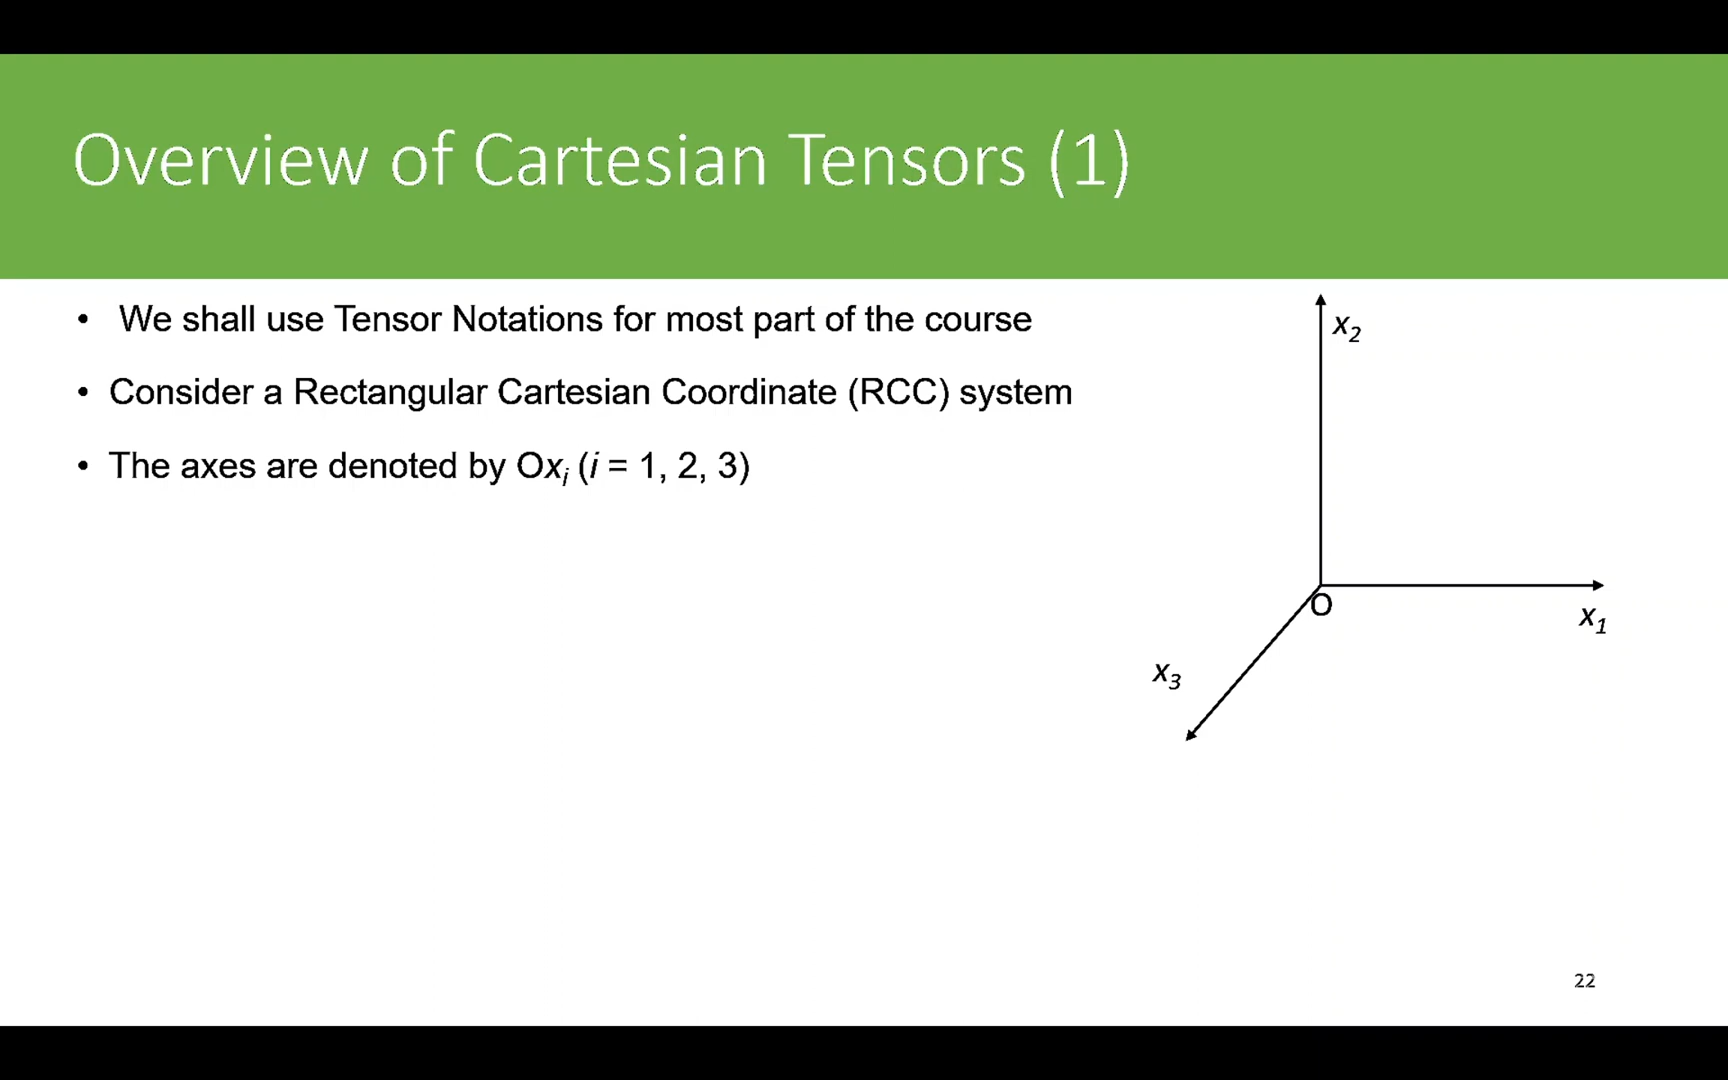 Overview of Cartesian Tensors (1)
• We shall use Tensor Notations for most part of the course
• Consider a Rectangular Cartesian Coordinate (RCC) system
• The axes are denoted by Oxᵢ (i = 1, 2, 3)
x₂
O
x₁
x₃
22